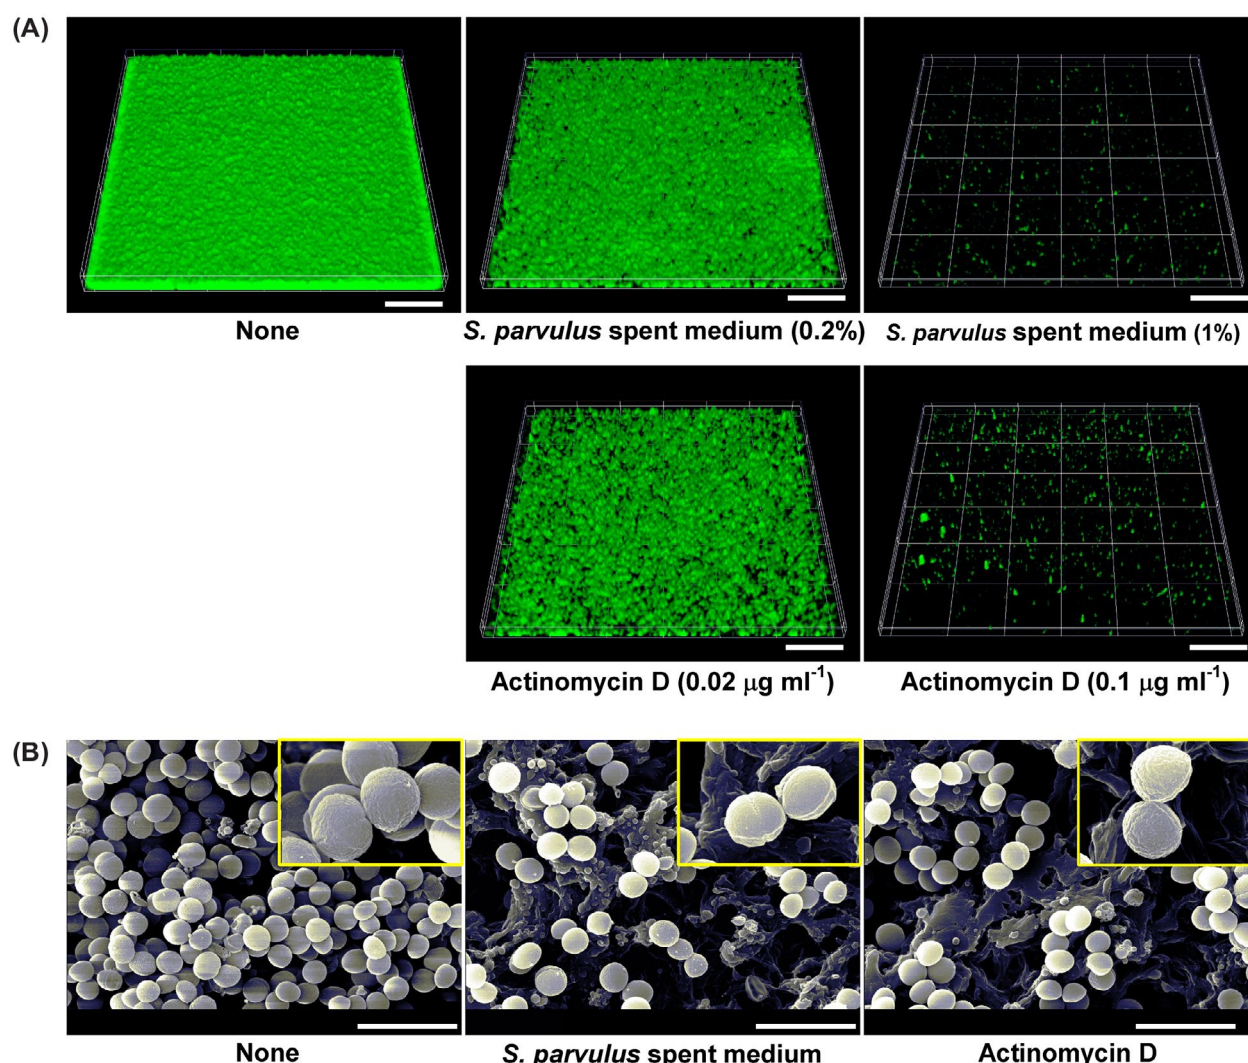 (A)
None
S. parvulus spent medium (0.2%)
S. parvulus spent medium (1%)
Actinomycin D (0.02 μg ml⁻¹)
Actinomycin D (0.1 μg ml⁻¹)
(B)
None
S. parvulus spent medium
Actinomycin D